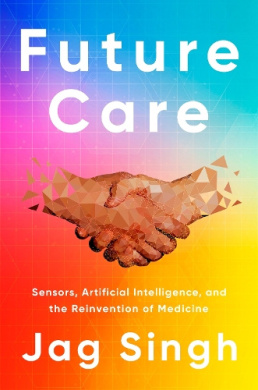 Future
Care
Sensors, Artificial Intelligence, and
the Reinvention of Medicine
Jag Singh